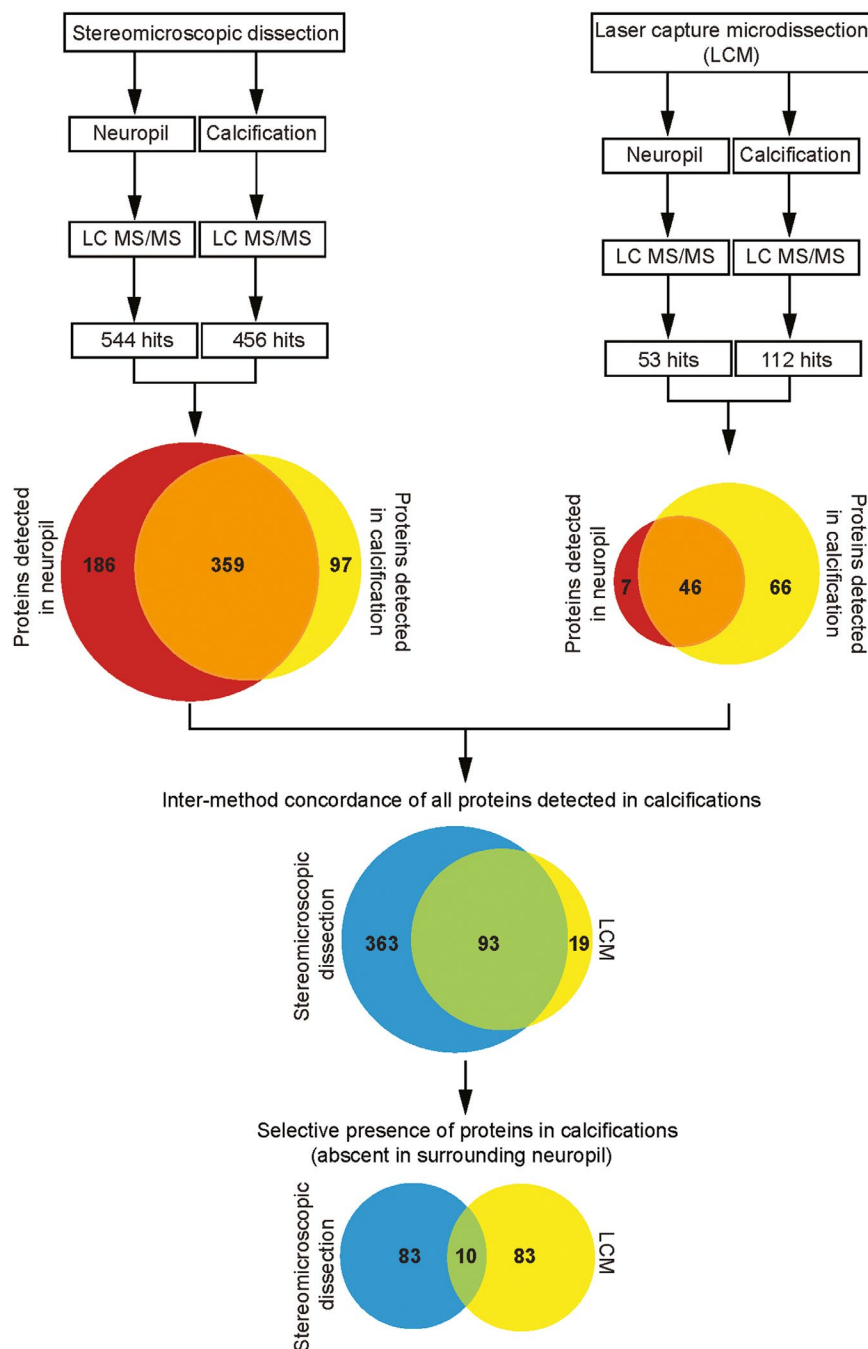 Stereomicroscopic dissection
Neuropil
Calcification
LC MS/MS
LC MS/MS
544 hits
456 hits
Proteins detected
in neuropil
186
359
97
Proteins detected
in calcification
Laser capture microdissection
(LCM)
Neuropil
Calcification
LC MS/MS
LC MS/MS
53 hits
112 hits
Proteins detected
in neuropil
7
46
66
Proteins detected
in calcification
Inter-method concordance of all proteins detected in calcifications
Stereomicroscopic
dissection
363
93
19
LCM
Selective presence of proteins in calcifications
(abscent in surrounding neuropil)
Stereomicroscopic
dissection
83
10
83
LCM